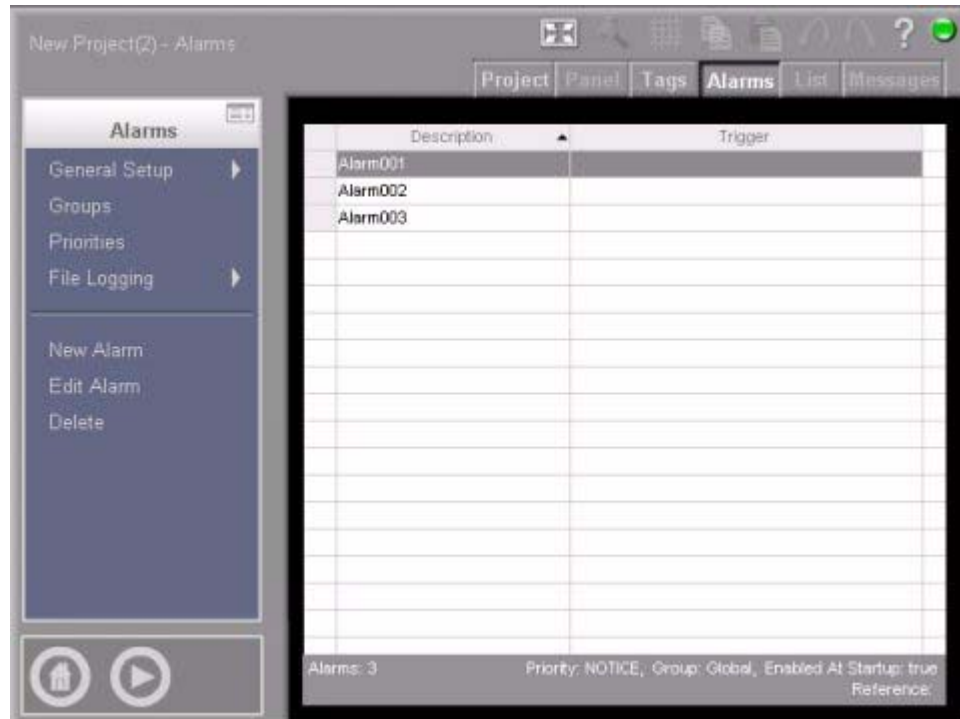 New Project(2) - Alarms
?
Project Panel Tags Alarms List Messages
Alarms
General Setup
Groups
Priorities
File Logging
New Alarm
Edit Alarm
Delete
Description Trigger
Alarm001
Alarm002
Alarm003
Alarms: 3 Priority: NOTICE, Group: Global, Enabled At Startup: true
Reference: